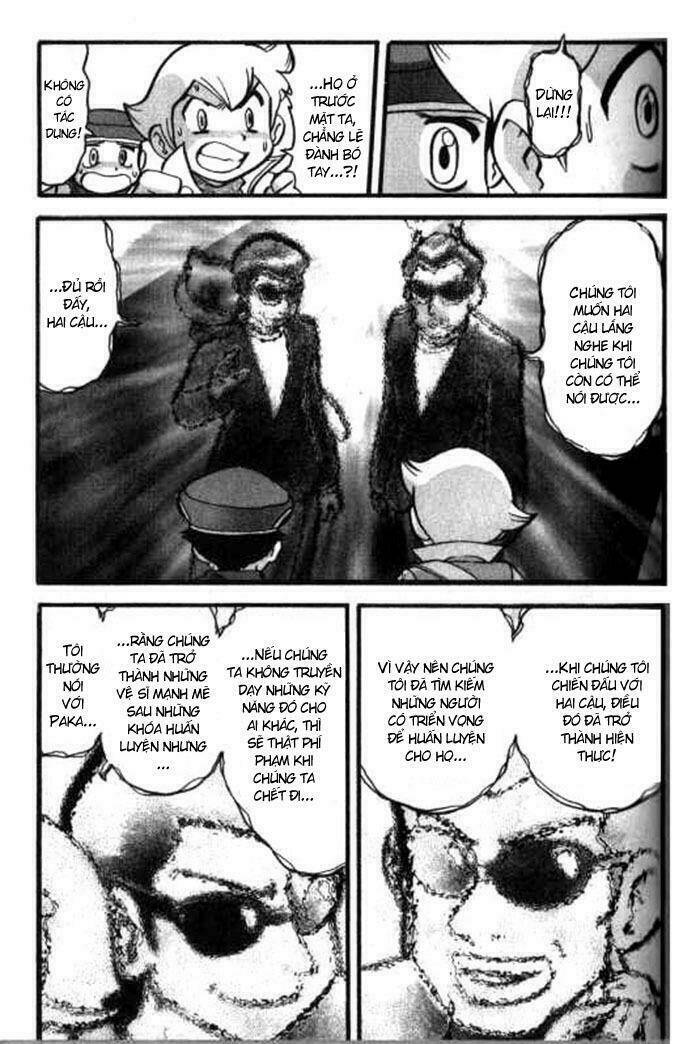 DỪNG
LẠI!!!
...HỌ Ở
TRƯỚC
MẶT TA,
CHẲNG LẼ
ĐÀNH BÓ
TAY...?!
KHÔNG
CÓ
TÁC
DỤNG!
CHÚNG TÔI
MUỐN HAI
CẬU LẮNG
NGHE KHI
CHÚNG TÔI
CÒN CÓ THỂ
NÓI ĐƯỢC...
...ĐỦ RỒI
ĐẤY,
HAI CẬU...
...KHI CHÚNG TÔI
CHIẾN ĐẤU VỚI
HAI CẬU, ĐIỀU
ĐÓ ĐÃ TRỞ
THÀNH HIỆN
THỰC!
VÌ VẬY NÊN CHÚNG
TÔI ĐÃ TÌM KIẾM
NHỮNG NGƯỜI
CÓ TRIỂN VỌNG
ĐỂ HUẤN LUYỆN
CHO HỌ...
...NẾU CHÚNG
TA KHÔNG TRUYỀN
DẠY NHỮNG KỸ
NĂNG ĐÓ CHO
AI KHÁC, THÌ
SẼ THẬT PHÍ
PHẠM KHI
CHÚNG TA
CHẾT ĐI...
...RẰNG CHÚNG
TA ĐÃ TRỞ
THÀNH NHỮNG
VỆ SĨ MẠNH MẼ
SAU NHỮNG
KHÓA HUẤN
LUYỆN NHƯNG
...
TÔI
THƯỜNG
NÓI
VỚI
PAKA...